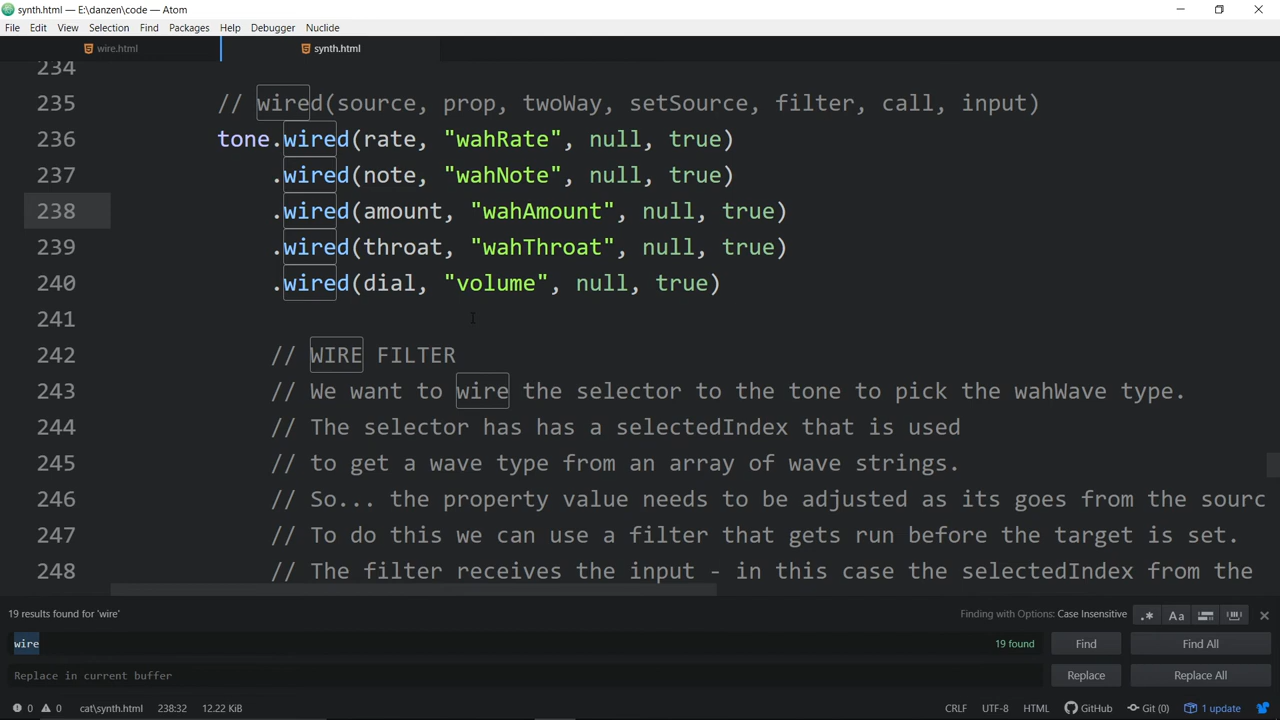 synth.html — E:\danzen\code — Atom
File Edit View Selection Find Packages Help Debugger Nuclide
wire.html synth.html
234
235 // wired(source, prop, twoWay, setSource, filter, call, input)
236 tone.wired(rate, "wahRate", null, true)
237 .wired(note, "wahNote", null, true)
238 .wired(amount, "wahAmount", null, true)
239 .wired(throat, "wahThroat", null, true)
240 .wired(dial, "volume", null, true)
241
242 // WIRE FILTER
243 // We want to wire the selector to the tone to pick the wahWave type.
244 // The selector has has a selectedIndex that is used
245 // to get a wave type from an array of wave strings.
246 // So... the property value needs to be adjusted as its goes from the sourc
247 // To do this we can use a filter that gets run before the target is set.
248 // The filter receives the input - in this case the selectedIndex from the
19 results found for 'wire' Finding with Options: Case Insensitive .* Aa
wire 19 found Find Find All
Replace in current buffer Replace Replace All
0 0 cat\synth.html 238:32 12.22 KiB CRLF UTF-8 HTML GitHub Git (0) 1 update